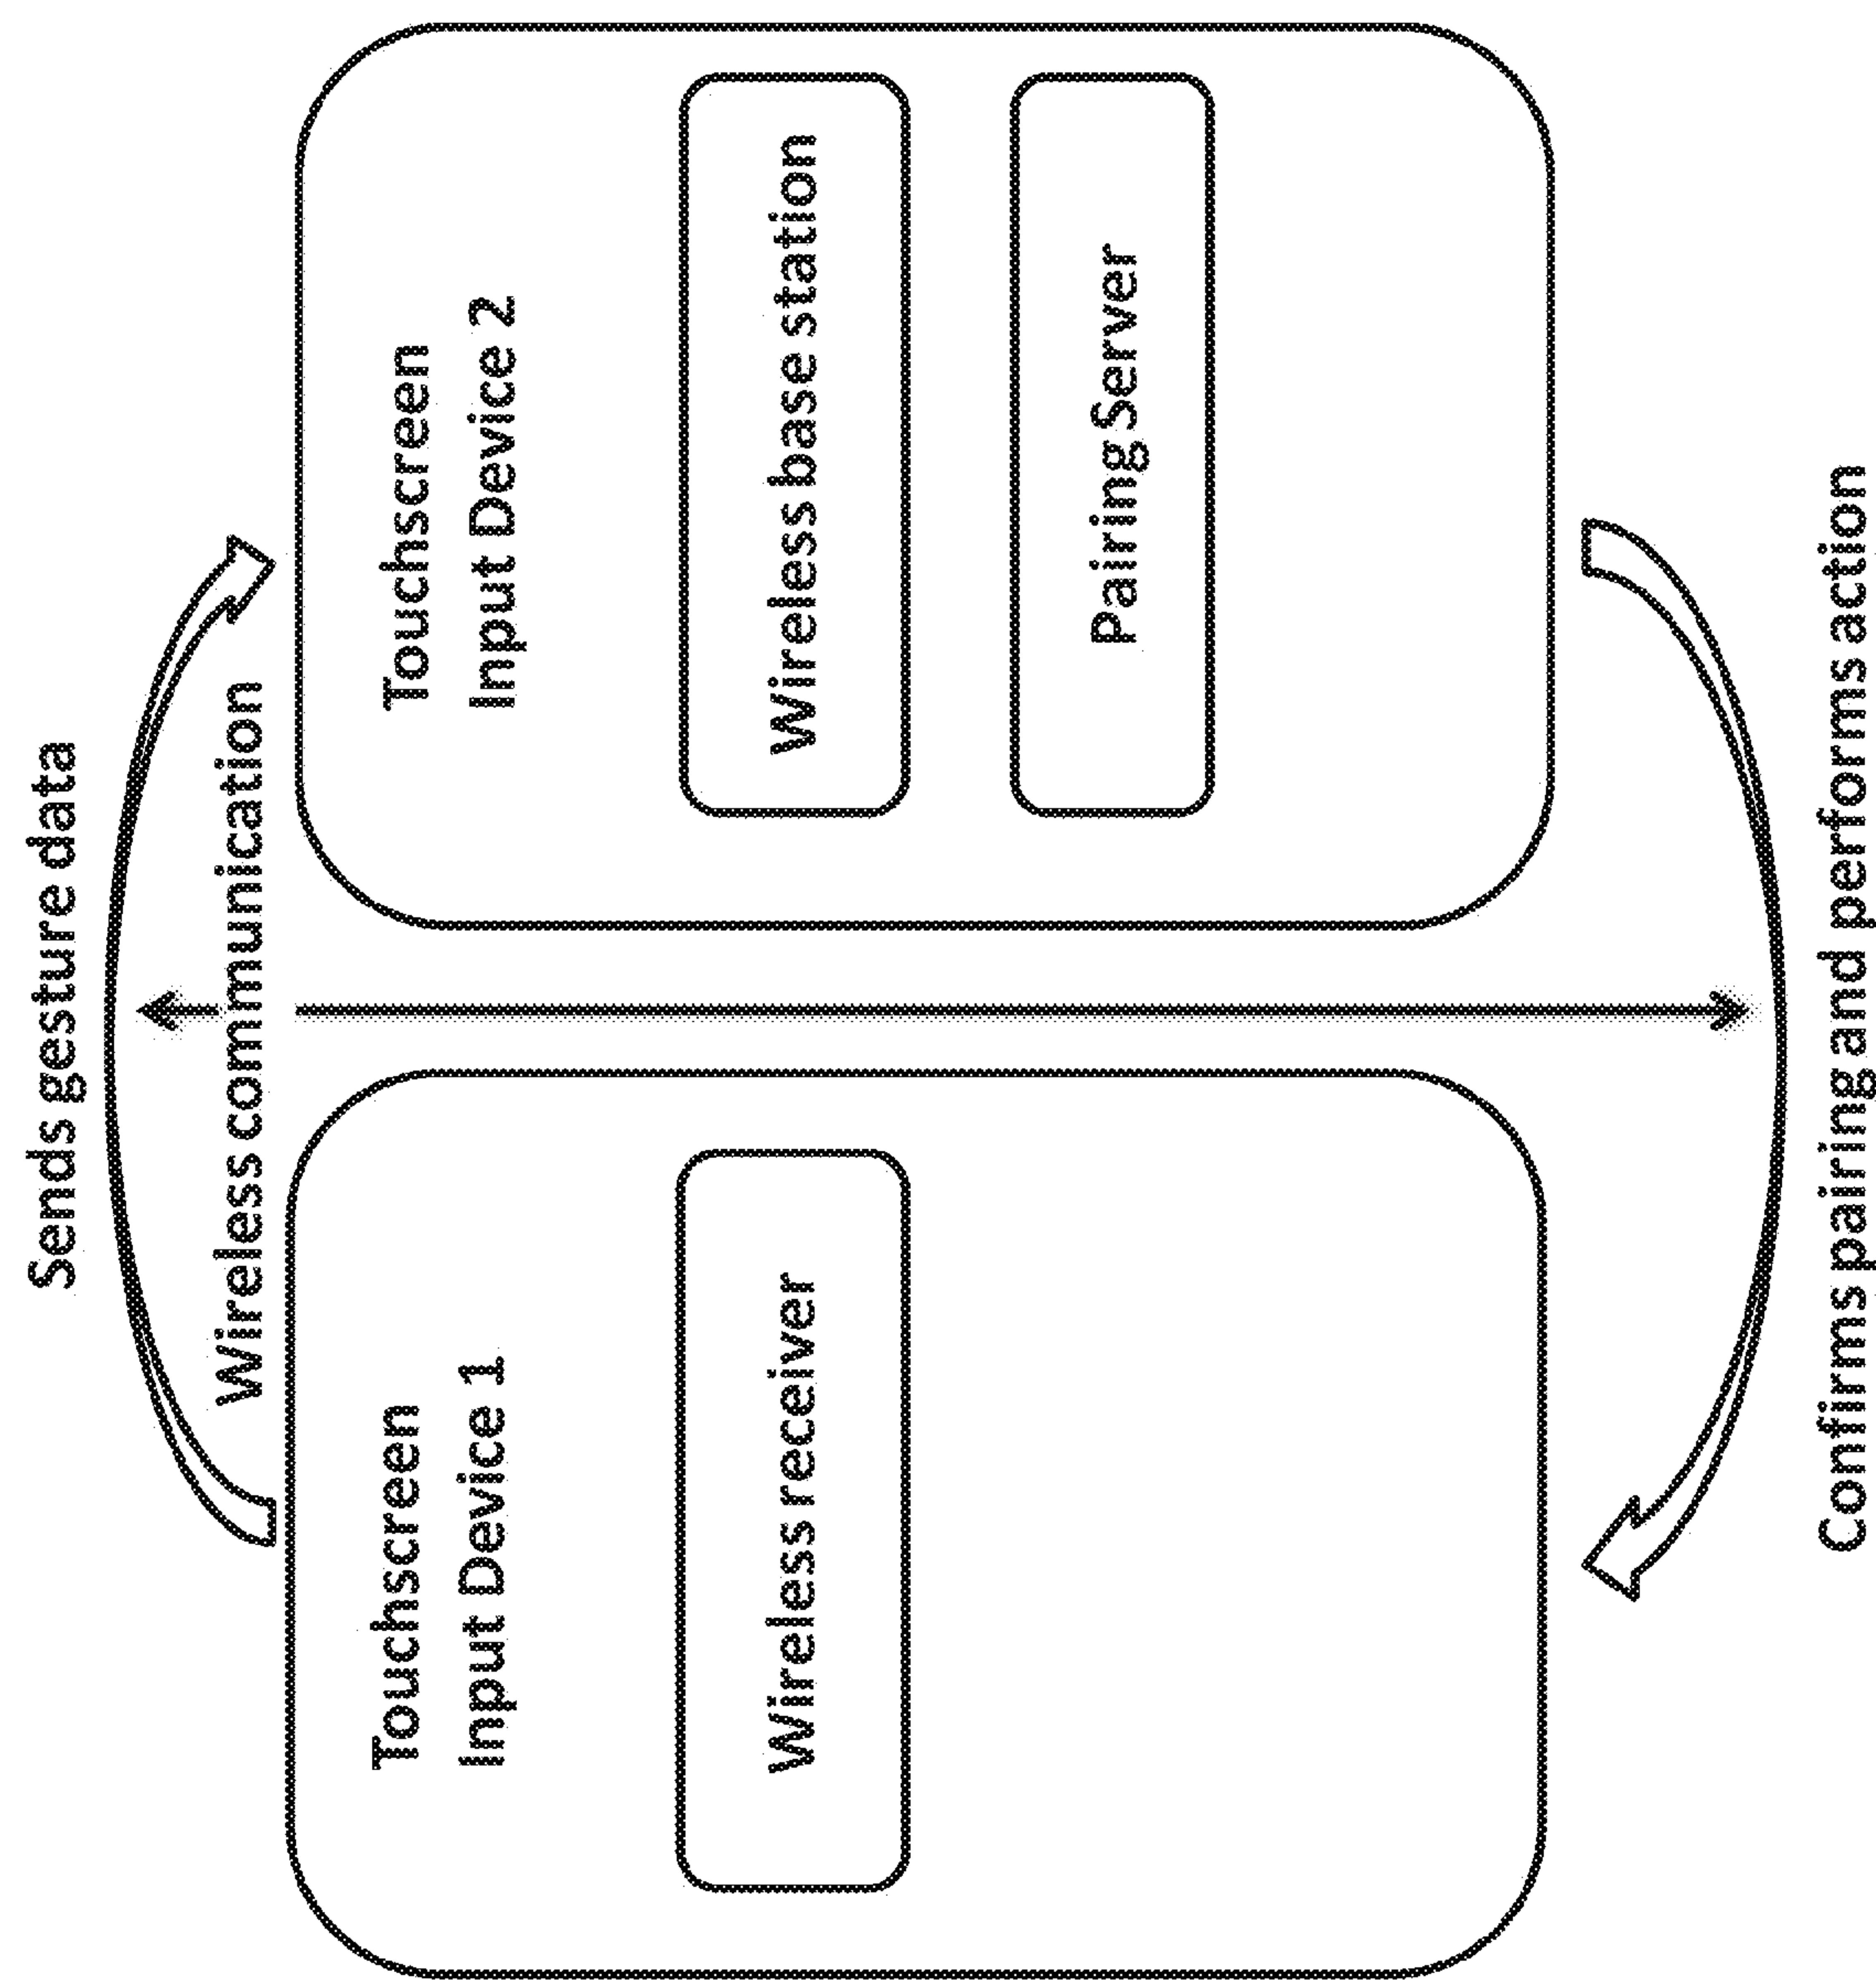 Sends gesture data
Wireless communication
Touchscreen
Input Device 1
Wireless receiver
Touchscreen
Input Device 2
Wireless base station
Pairing Server
Confirms pairing and performs action